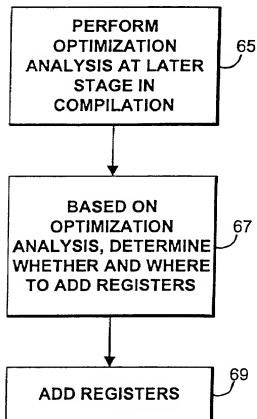 PERFORM
OPTIMIZATION
ANALYSIS AT LATER
STAGE IN
COMPILATION
65
BASED ON
OPTIMIZATION
ANALYSIS, DETERMINE
WHETHER AND WHERE
TO ADD REGISTERS
67
ADD REGISTERS
69